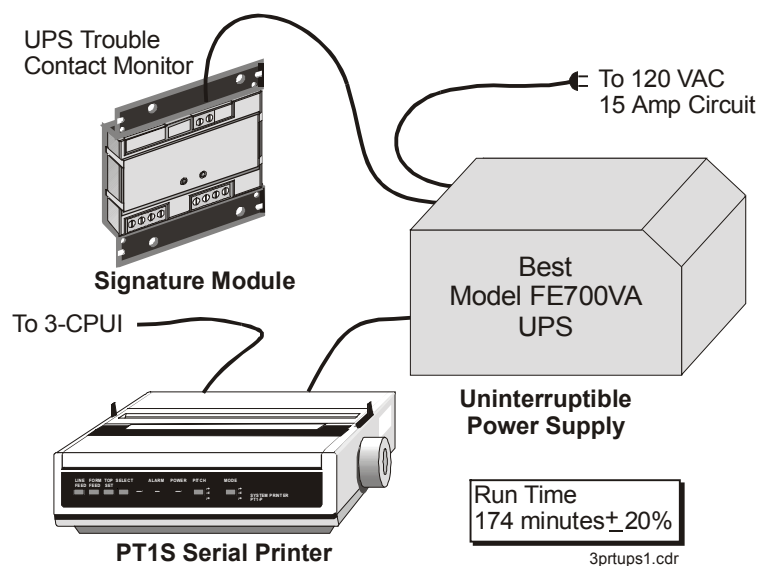 UPS Trouble
Contact Monitor
To 120 VAC
15 Amp Circuit
Signature Module
Best
Model FE700VA
UPS
To 3-CPUI
Uninterruptible
Power Supply
LINE FEED
FORM FEED
TOP SET
SELECT
ALARM
POWER
PITCH
MODE
SYSTEM PRINTER
PT1-P
Run Time
174 minutes ± 20%
PT1S Serial Printer
3prtups1.cdr